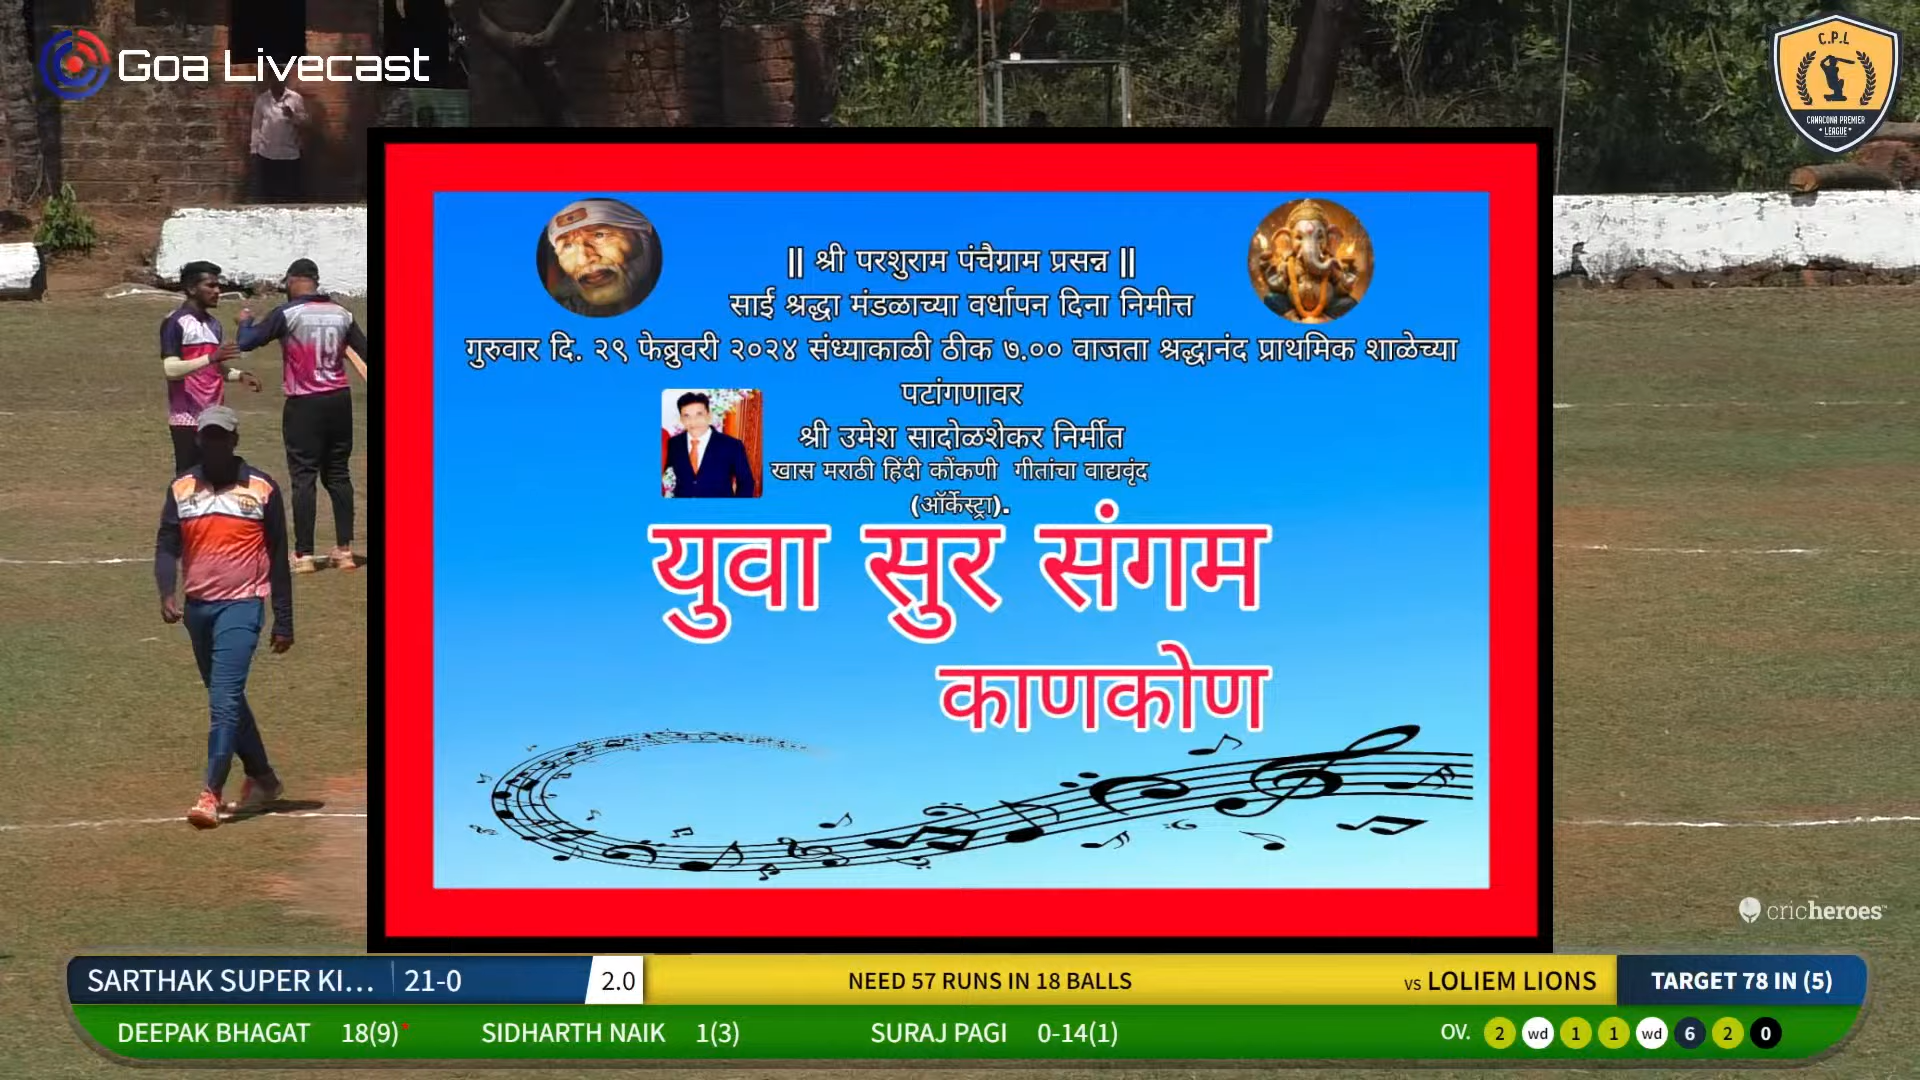 Goa Livecast
C.P.L
CANACONA PREMIER
LEAGUE
|| श्री परशुराम पंचैग्राम प्रसन्न ||
साई श्रद्धा मंडळाच्या वर्धापन दिना निमीत्त
गुरुवार दि. २९ फेब्रुवरी २०२४ संध्याकाळी ठीक ७.०० वाजता श्रद्धानंद प्राथमिक शाळेच्या
पटांगणावर
श्री उमेश सादोळशेकर निर्मीत
खास मराठी हिंदी कोंकणी गीतांचा वाद्यवृंद
(ऑर्केस्ट्रा).
युवा सुर संगम
काणकोण
19
cricheroes
SARTHAK SUPER KI... 21-0 2.0 NEED 57 RUNS IN 18 BALLS vs LOLIEM LIONS TARGET 78 IN (5)
DEEPAK BHAGAT 18(9)* SIDHARTH NAIK 1(3) SURAJ PAGI 0-14(1) OV. 2 wd 1 1 wd 6 2 0